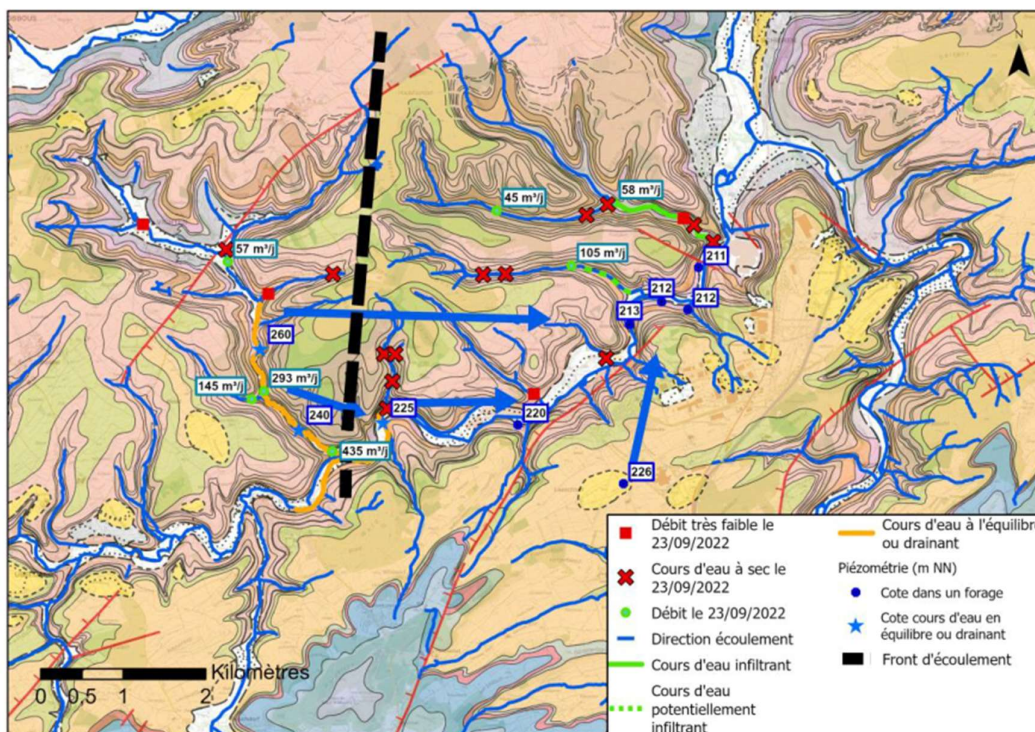 N
45 m³/j
58 m³/j
57 m³/j
211
105 m³/j
212
212
213
260
293 m³/j
145 m³/j
240
225
220
435 m³/j
226
Kilomètres
0 0,5 1 2
Débit très faible le
23/09/2022
Cours d'eau à sec le
23/09/2022
Débit le 23/09/2022
Direction écoulement
Cours d'eau infiltrant
Cours d'eau
potentiellement
infiltrant
Cours d'eau à l'équilibre
ou drainant
Piézométrie (m NN)
Cote dans un forage
Cote cours d'eau en
équilibre ou drainant
Front d'écoulement